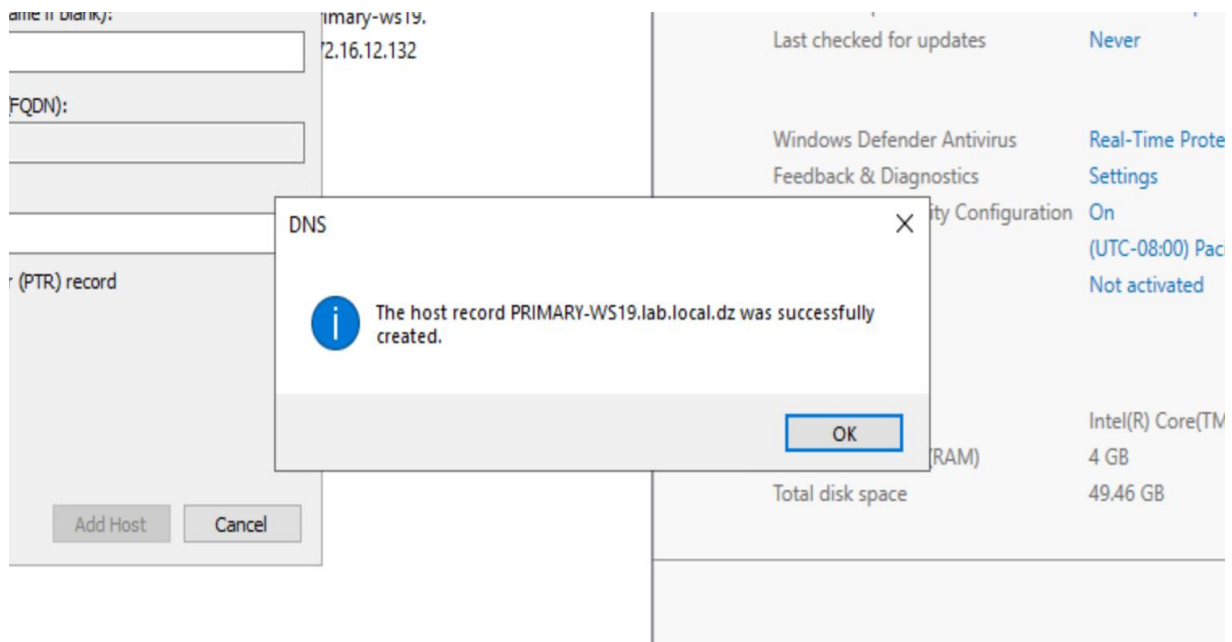 ame if blank):
imary-ws19.
72.16.12.132
(FQDN):
(PTR) record
Add Host
Cancel
DNS
The host record PRIMARY-WS19.lab.local.dz was successfully
created.
OK
Last checked for updates Never
Windows Defender Antivirus Real-Time Prote
Feedback & Diagnostics Settings
ity Configuration On
(UTC-08:00) Paci
Not activated
Intel(R) Core(TM
(RAM) 4 GB
Total disk space 49.46 GB